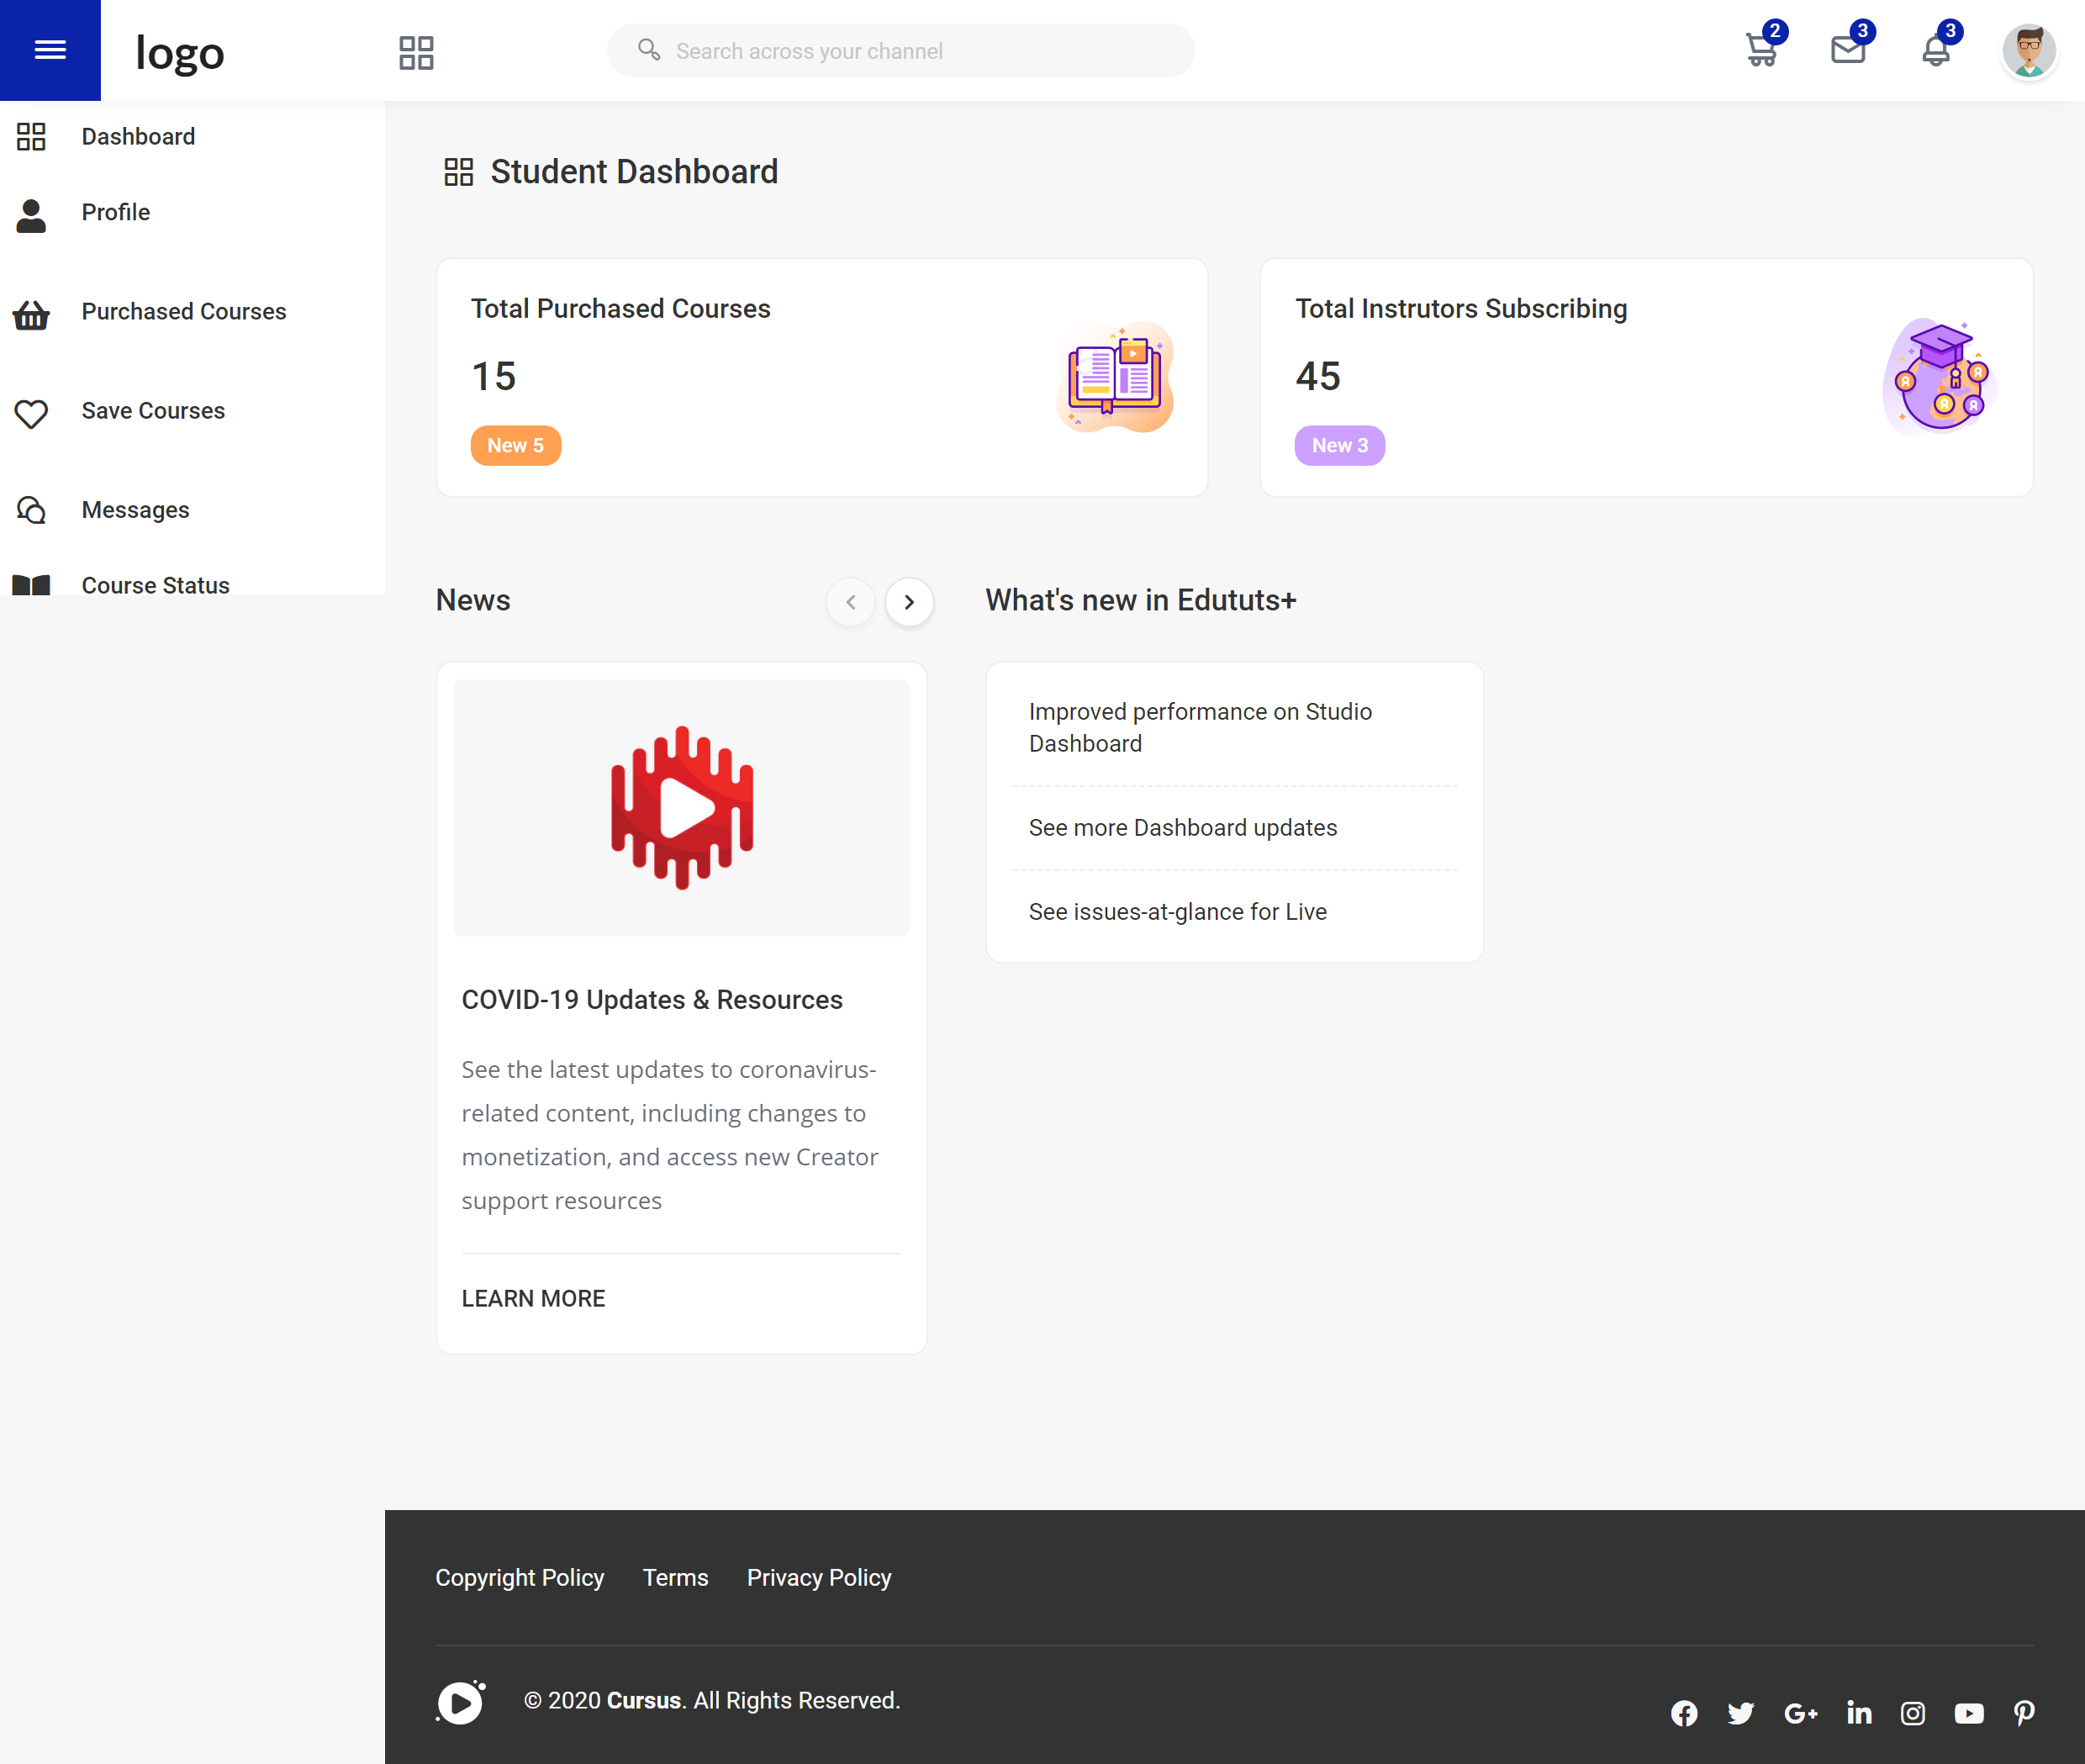 logo
Search across your channel
2
3
3
Dashboard
Profile
Purchased Courses
Save Courses
Messages
Course Status
Student Dashboard
Total Purchased Courses
15
New 5
Total Instrutors Subscribing
45
New 3
News
What's new in Edututs+
Improved performance on Studio
Dashboard
See more Dashboard updates
See issues-at-glance for Live
COVID-19 Updates & Resources
See the latest updates to coronavirus-
related content, including changes to
monetization, and access new Creator
support resources
LEARN MORE
Copyright Policy Terms Privacy Policy
© 2020 Cursus. All Rights Reserved.